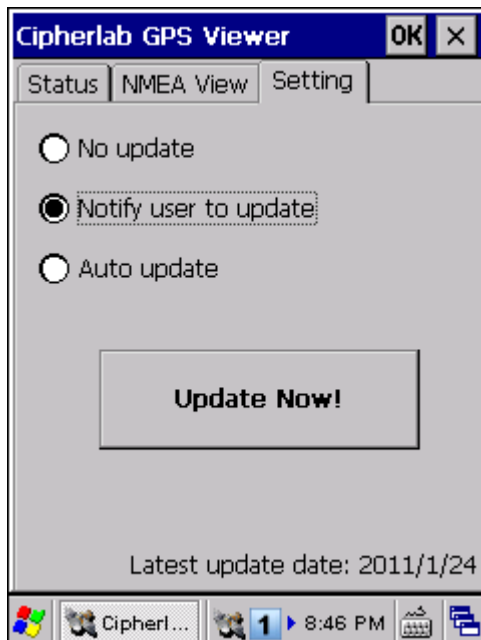 Cipherlab GPS Viewer OK ×
Status NMEA View Setting
No update
Notify user to update
Auto update
Update Now!
Latest update date: 2011/1/24
Cipherl... 1 8:46 PM